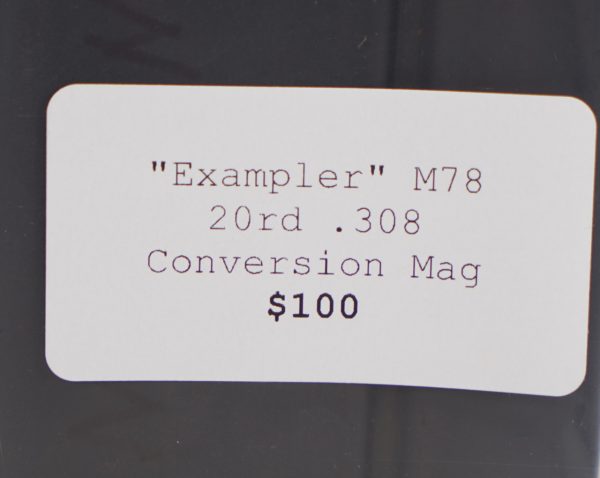 "Exampler" M78
20rd .308
Conversion Mag
$100